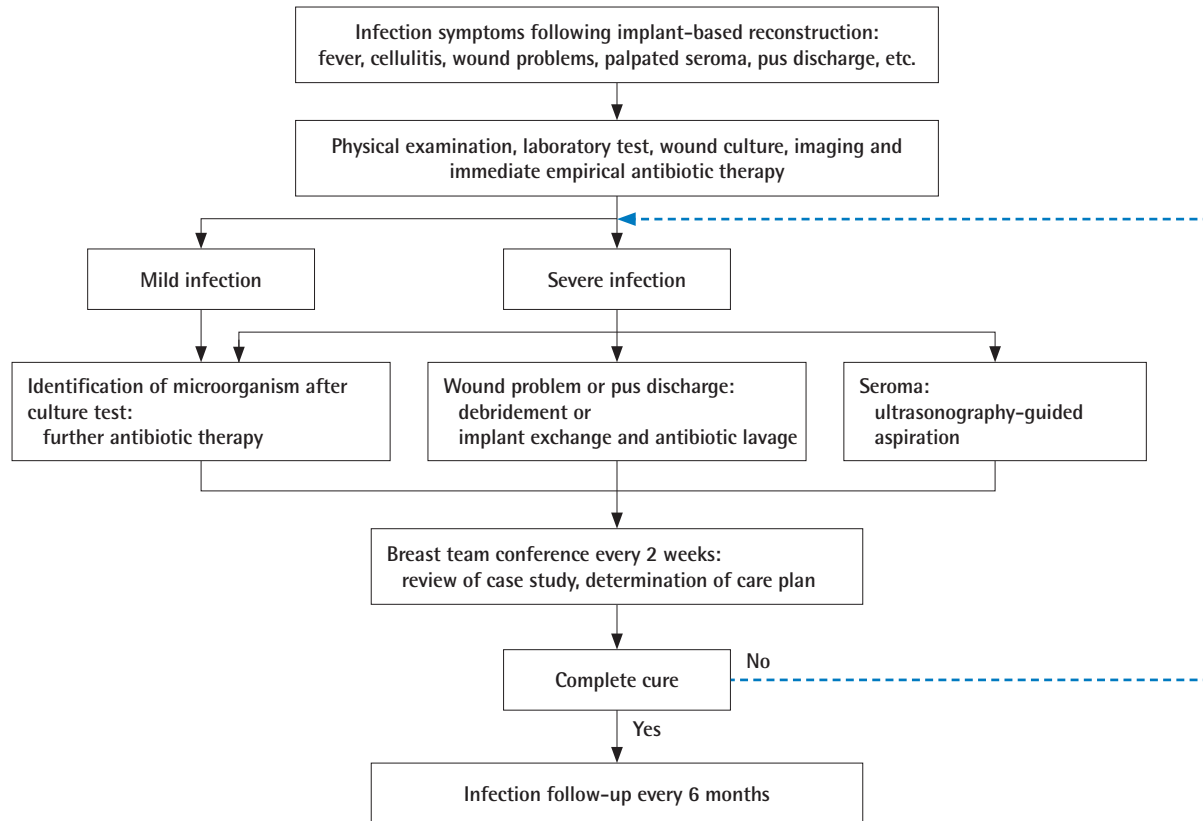 Infection symptoms following implant-based reconstruction:
fever, cellulitis, wound problems, palpated seroma, pus discharge, etc.
Physical examination, laboratory test, wound culture, imaging and
immediate empirical antibiotic therapy
Mild infection
Severe infection
Identification of microorganism after
culture test:
further antibiotic therapy
Wound problem or pus discharge:
debridement or
implant exchange and antibiotic lavage
Seroma:
ultrasonography-guided
aspiration
Breast team conference every 2 weeks:
review of case study, determination of care plan
Complete cure
No
Yes
Infection follow-up every 6 months